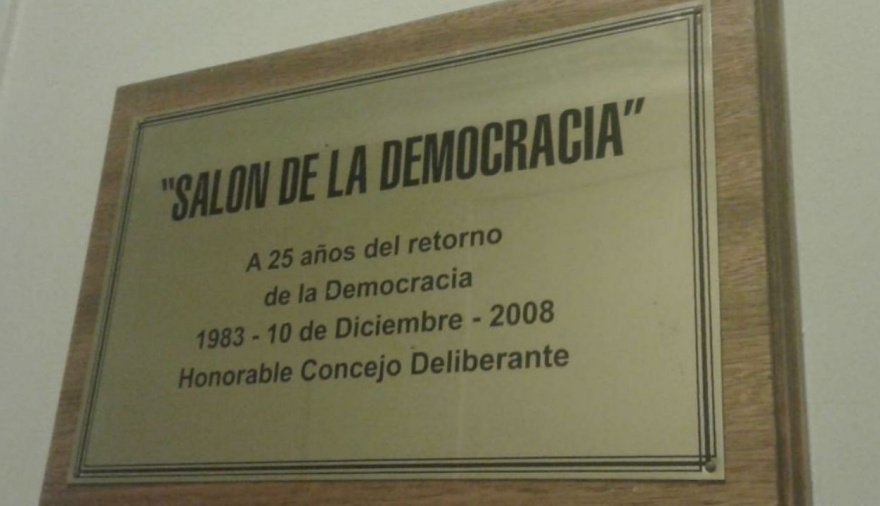 "SALON DE LA DEMOCRACIA"
A 25 años del retorno
de la Democracia
1983 - 10 de Diciembre - 2008
Honorable Concejo Deliberante